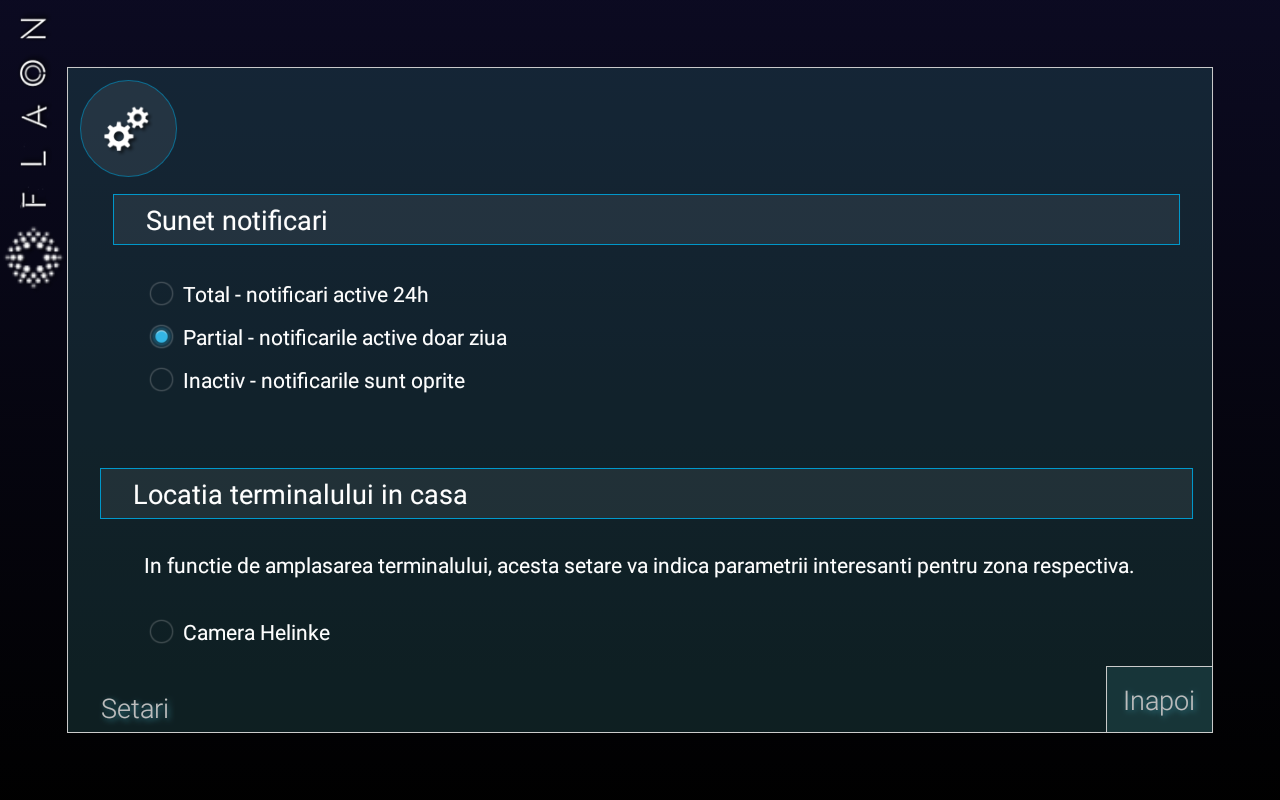 FLAON
Sunet notificari
Total - notificari active 24h
Partial - notificarile active doar ziua
Inactiv - notificarile sunt oprite
Locatia terminalului in casa
In functie de amplasarea terminalului, acesta setare va indica parametrii interesanti pentru zona respectiva.
Camera Helinke
Setari
Inapoi